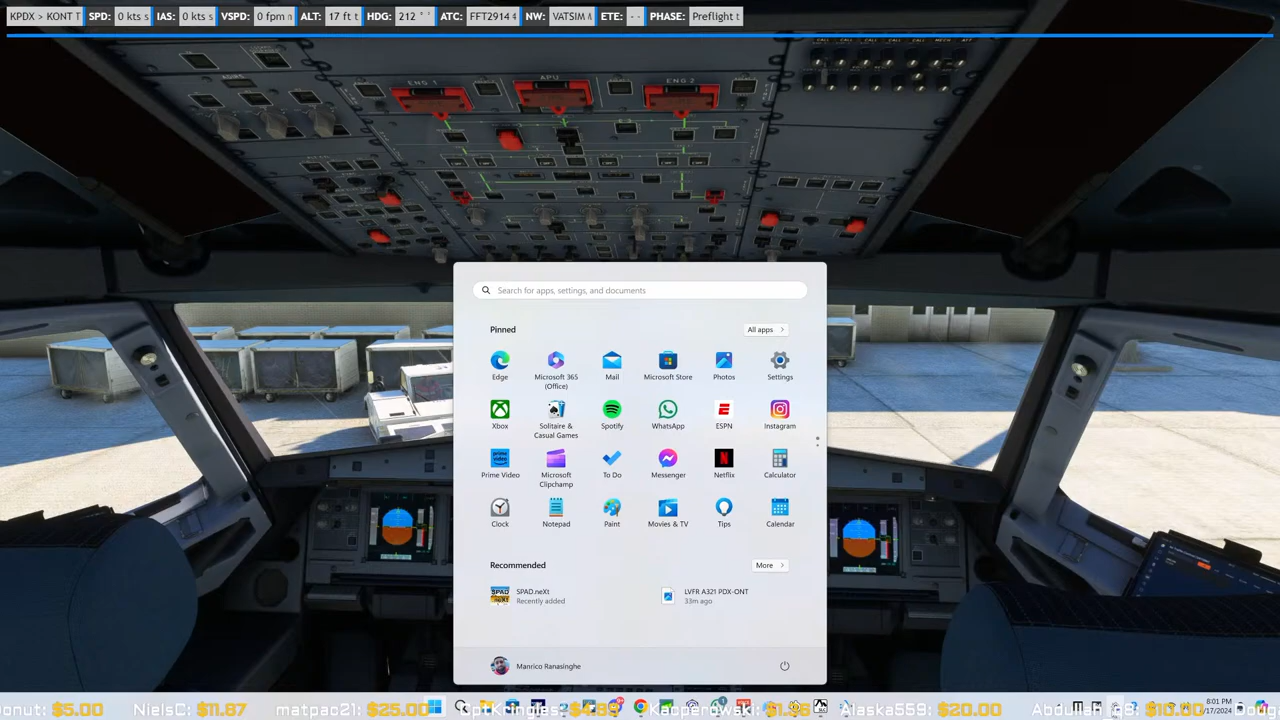 KPDX > KONT T SPD: 0 kts s IAS: 0 kts s VSPD: 0 fpm n ALT: 17 ft t HDG: 212 ° ° ATC: FFT2914 4 NW: VATSIM M ETE: - - PHASE: Preflight t
ENG 1
APU
ENG 2
Search for apps, settings, and documents
Pinned
All apps
Edge
Microsoft 365 (Office)
Mail
Microsoft Store
Photos
Settings
Xbox
Solitaire & Casual Games
Spotify
WhatsApp
ESPN
Instagram
Prime Video
Microsoft Clipchamp
To Do
Messenger
Netflix
Calculator
Clock
Notepad
Paint
Movies & TV
Tips
Calendar
Recommended
More
SPAD.neXt
Recently added
LVFR A321 PDX-ONT
33m ago
Manrico Ranasinghe
8:01 PM
onut: $5.00 NielsC: $11.87 matpac21: $25.00 Alaska559: $20.00